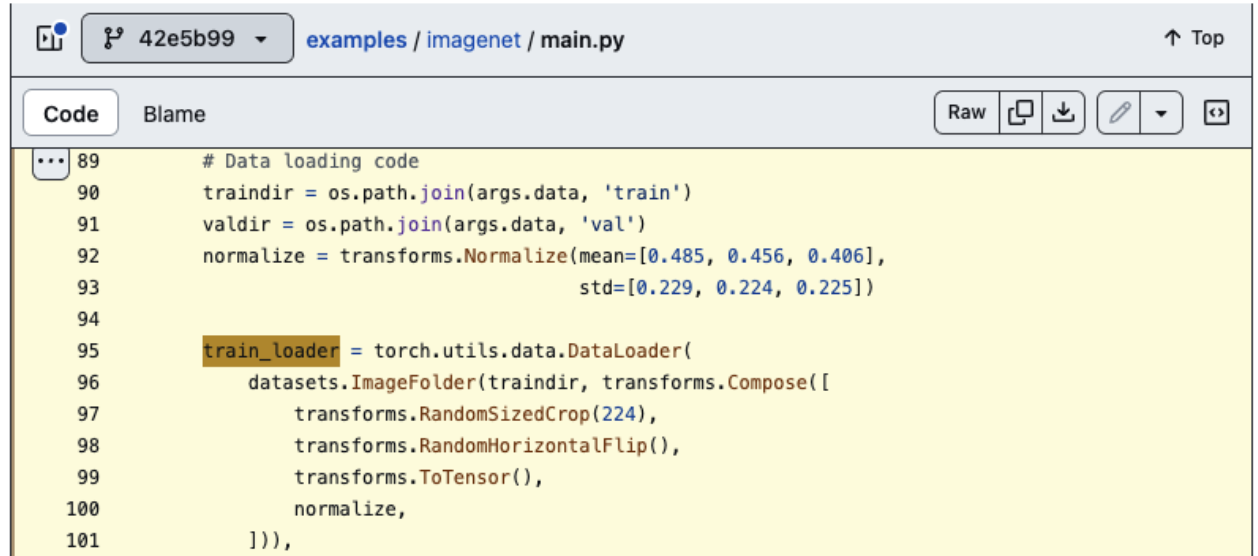 42e5b99 examples / imagenet / main.py ↑ Top
Code Blame Raw
... 89 # Data loading code
90 traindir = os.path.join(args.data, 'train')
91 valdir = os.path.join(args.data, 'val')
92 normalize = transforms.Normalize(mean=[0.485, 0.456, 0.406],
93 std=[0.229, 0.224, 0.225])
94
95 train_loader = torch.utils.data.DataLoader(
96 datasets.ImageFolder(traindir, transforms.Compose([
97 transforms.RandomSizedCrop(224),
98 transforms.RandomHorizontalFlip(),
99 transforms.ToTensor(),
100 normalize,
101 ])),